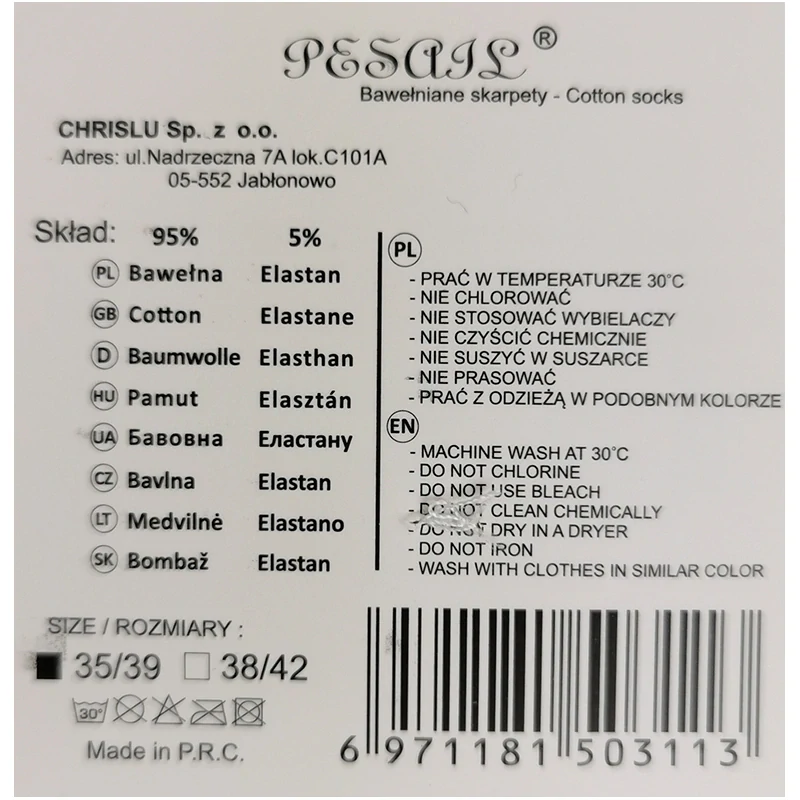 PESAIL®
Bawełniane skarpety - Cotton socks
CHRISLU Sp. z o.o.
Adres: ul.Nadrzeczna 7A lok.C101A
05-552 Jabłonowo
Skład: 95% 5%
PL Bawełna Elastan
GB Cotton Elastane
D Baumwolle Elasthan
HU Pamut Elasztán
UA Бавовна Еластану
CZ Bavlna Elastan
LT Medvilnė Elastano
SK Bombaž Elastan
PL
- PRAĆ W TEMPERATURZE 30°C
- NIE CHLOROWAĆ
- NIE STOSOWAĆ WYBIELACZY
- NIE CZYŚCIĆ CHEMICZNIE
- NIE SUSZYĆ W SUSZARCE
- NIE PRASOWAĆ
- PRAĆ Z ODZIEŻĄ W PODOBNYM KOLORZE
EN
- MACHINE WASH AT 30°C
- DO NOT CHLORINE
- DO NOT USE BLEACH
- DO NOT CLEAN CHEMICALLY
- DO NOT DRY IN A DRYER
- DO NOT IRON
- WASH WITH CLOTHES IN SIMILAR COLOR
SIZE / ROZMIARY :
35/39 38/42
30°
Made in P.R.C.
6 971181 503113